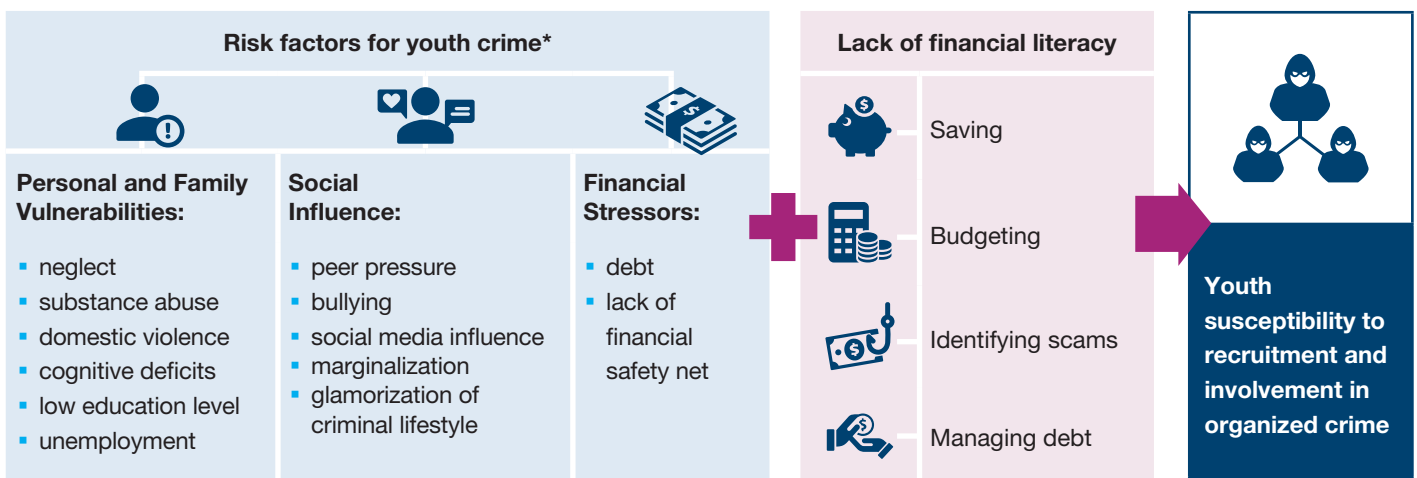 Risk factors for youth crime*
Personal and Family
Vulnerabilities:
neglect
substance abuse
domestic violence
cognitive deficits
low education level
unemployment
Social
Influence:
peer pressure
bullying
social media influence
marginalization
glamorization of
criminal lifestyle
Financial
Stressors:
debt
lack of
financial
safety net
Lack of financial literacy
Saving
Budgeting
Identifying scams
Managing debt
Youth
susceptibility to
recruitment and
involvement in
organized crime